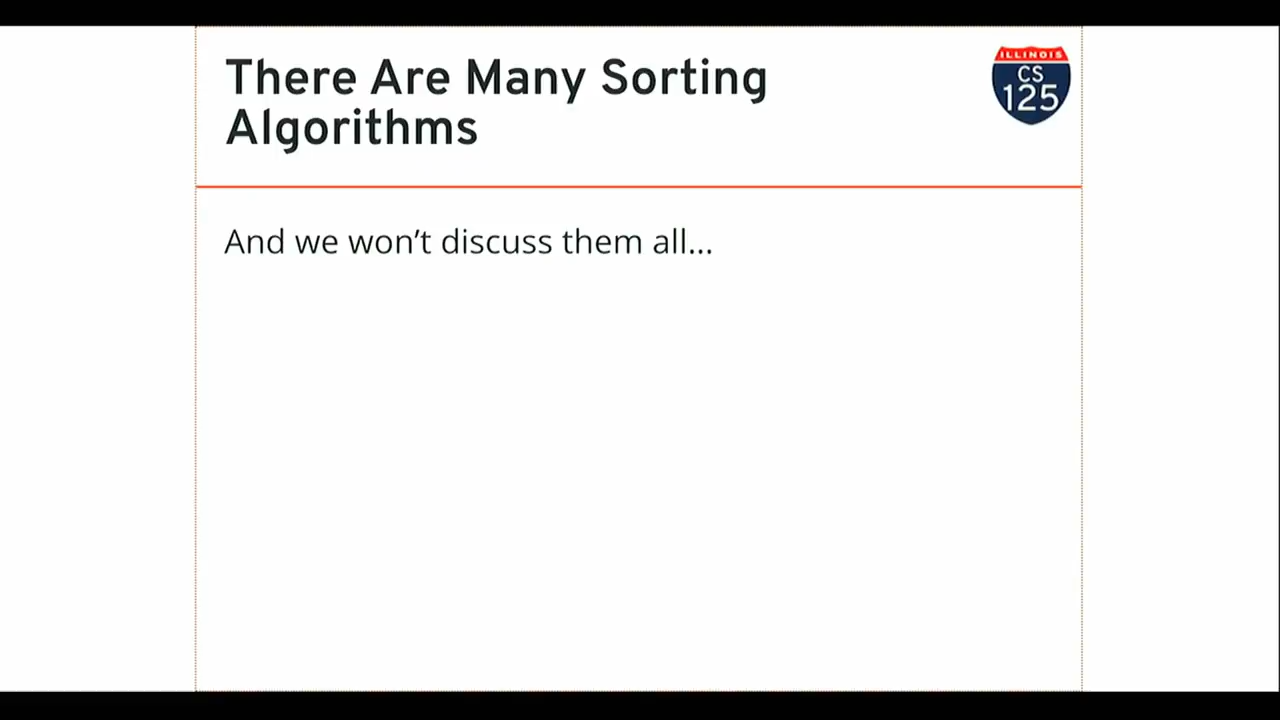 There Are Many Sorting
Algorithms
ILLINOIS
CS
125
And we won't discuss them all...